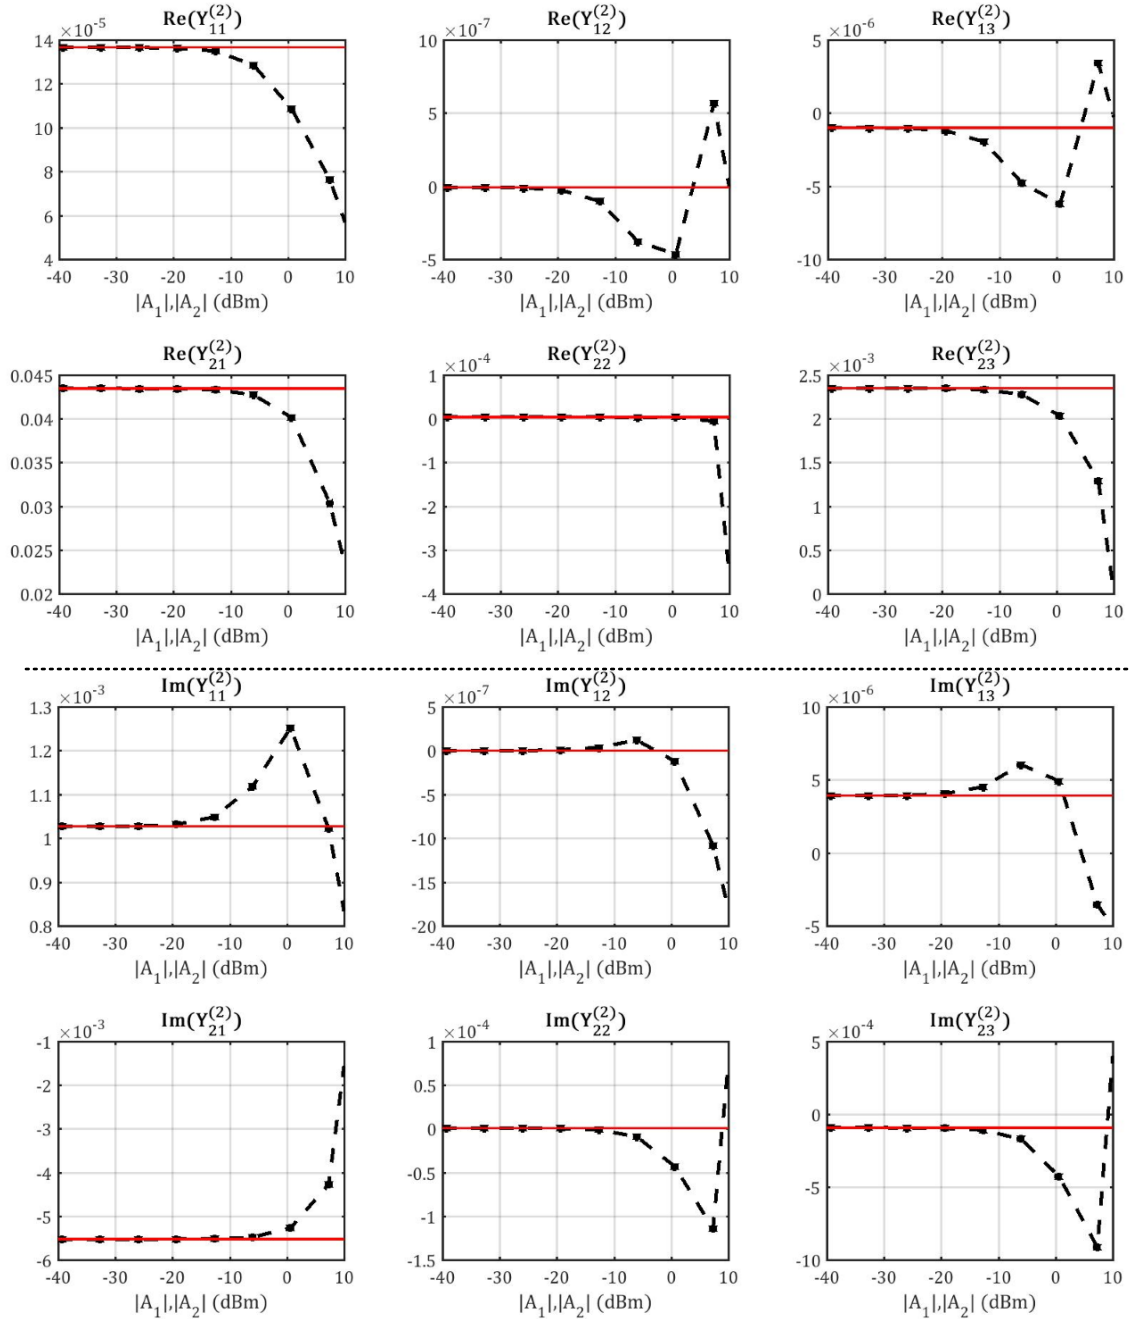 Re(Y₁₁⁽²⁾) Re(Y₁₂⁽²⁾) Re(Y₁₃⁽²⁾)
×10⁻⁵ ×10⁻⁷ ×10⁻⁶
14 12 10 8 6 4
10 5 0 -5
5 0 -5 -10
-40 -30 -20 -10 0 10 -40 -30 -20 -10 0 10 -40 -30 -20 -10 0 10
|A₁|,|A₂| (dBm) |A₁|,|A₂| (dBm) |A₁|,|A₂| (dBm)
Re(Y₂₁⁽²⁾) Re(Y₂₂⁽²⁾) Re(Y₂₃⁽²⁾)
×10⁻⁴ ×10⁻³
0.045 0.04 0.035 0.03 0.025 0.02
1 0 -1 -2 -3 -4
2.5 2 1.5 1 0.5 0
-40 -30 -20 -10 0 10 -40 -30 -20 -10 0 10 -40 -30 -20 -10 0 10
|A₁|,|A₂| (dBm) |A₁|,|A₂| (dBm) |A₁|,|A₂| (dBm)
Im(Y₁₁⁽²⁾) Im(Y₁₂⁽²⁾) Im(Y₁₃⁽²⁾)
×10⁻³ ×10⁻⁷ ×10⁻⁶
1.3 1.2 1.1 1 0.9 0.8
5 0 -5 -10 -15 -20
10 5 0 -5
-40 -30 -20 -10 0 10 -40 -30 -20 -10 0 10 -40 -30 -20 -10 0 10
|A₁|,|A₂| (dBm) |A₁|,|A₂| (dBm) |A₁|,|A₂| (dBm)
Im(Y₂₁⁽²⁾) Im(Y₂₂⁽²⁾) Im(Y₂₃⁽²⁾)
×10⁻³ ×10⁻⁴ ×10⁻⁴
-1 -2 -3 -4 -5 -6
1 0.5 0 -0.5 -1 -1.5
5 0 -5 -10
-40 -30 -20 -10 0 10 -40 -30 -20 -10 0 10 -40 -30 -20 -10 0 10
|A₁|,|A₂| (dBm) |A₁|,|A₂| (dBm) |A₁|,|A₂| (dBm)